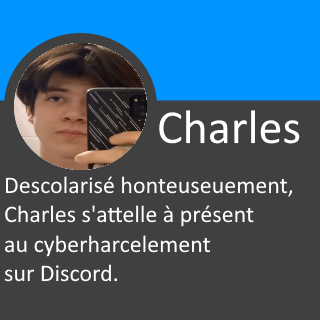 Charles
Descolarisé honteuseuement,
Charles s'attelle à présent
au cyberharcelement
sur Discord.